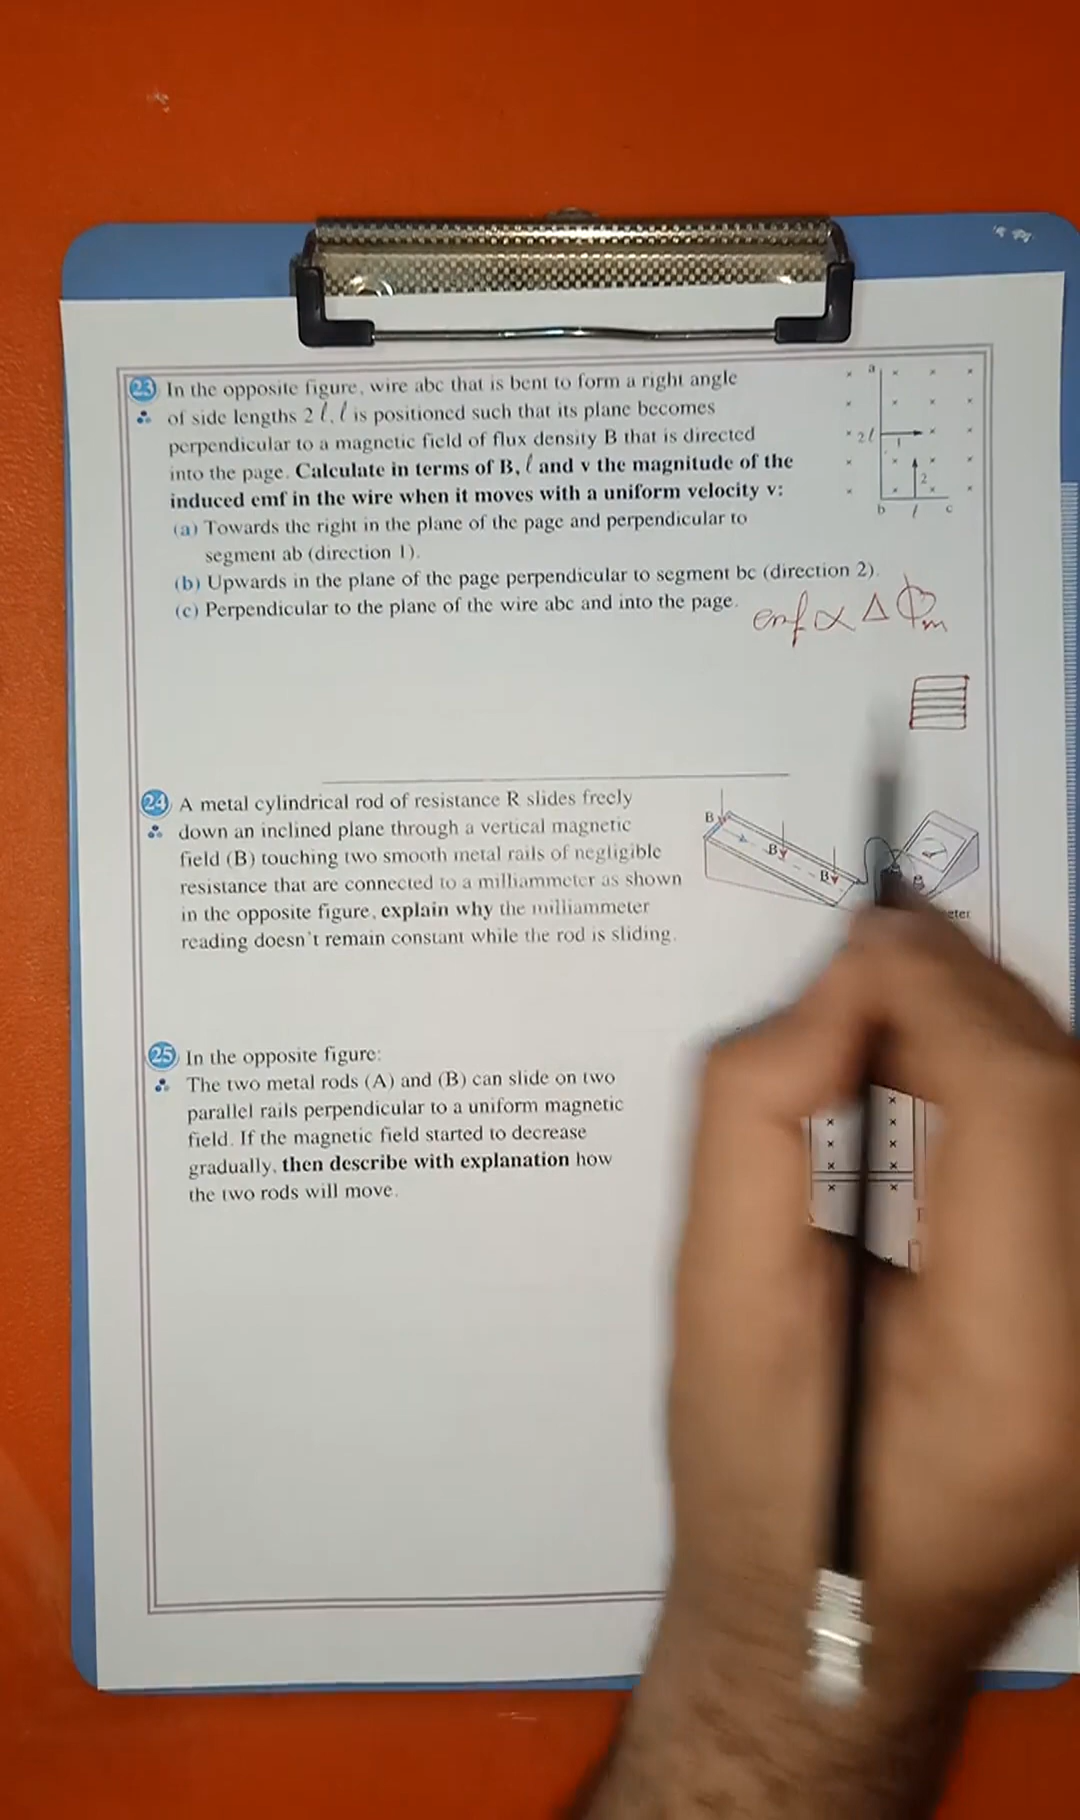 23 In the opposite figure, wire abc that is bent to form a right angle
of side lengths 2 ℓ, ℓ is positioned such that its plane becomes
perpendicular to a magnetic field of flux density B that is directed
into the page. Calculate in terms of B, ℓ and v the magnitude of the
induced emf in the wire when it moves with a uniform velocity v:
(a) Towards the right in the plane of the page and perpendicular to
segment ab (direction 1).
(b) Upwards in the plane of the page perpendicular to segment bc (direction 2).
(c) Perpendicular to the plane of the wire abc and into the page.
a
2 ℓ
1
2
b ℓ c
emf ∝ Δ Φm
24 A metal cylindrical rod of resistance R slides freely
down an inclined plane through a vertical magnetic
field (B) touching two smooth metal rails of negligible
resistance that are connected to a milliammeter as shown
in the opposite figure, explain why the milliammeter
reading doesn't remain constant while the rod is sliding.
B
B
B
25 In the opposite figure:
The two metal rods (A) and (B) can slide on two
parallel rails perpendicular to a uniform magnetic
field. If the magnetic field started to decrease
gradually, then describe with explanation how
the two rods will move.